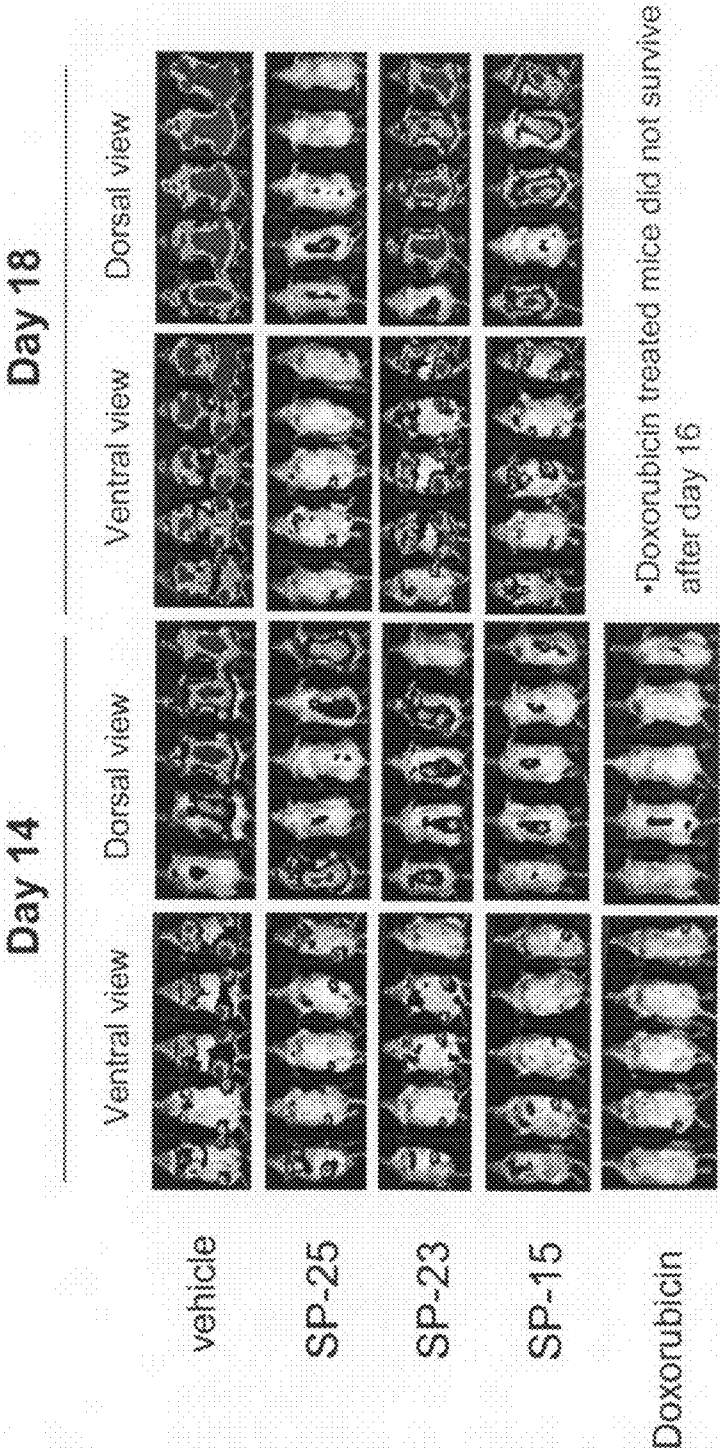 Day 14
Day 18
Ventral view
Dorsal view
Ventral view
Dorsal view
vehicle
SP-25
SP-23
SP-15
Doxorubicin
•Doxorubicin treated mice did not survive
after day 16